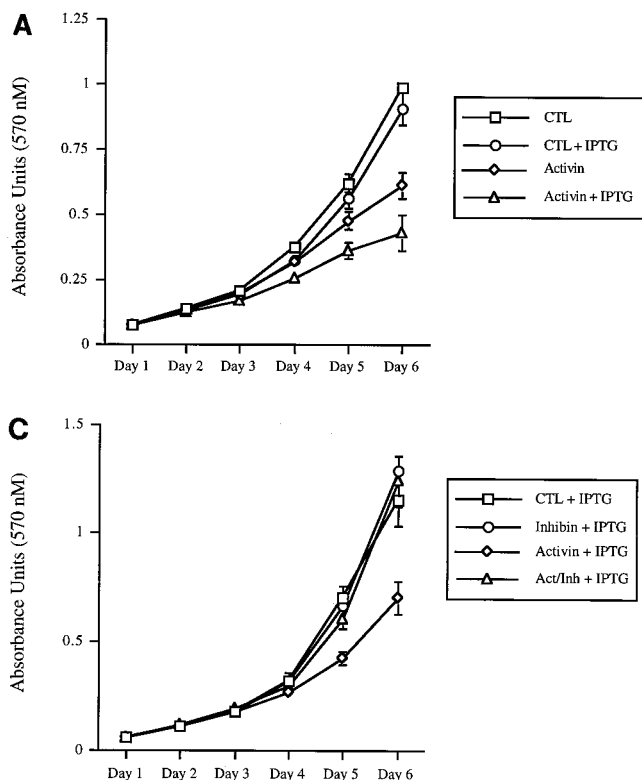 A
1.25
1
0.75
0.5
0.25
0
Absorbance Units (570 nM)
Day 1 Day 2 Day 3 Day 4 Day 5 Day 6
CTL
CTL + IPTG
Activin
Activin + IPTG
C
1.5
1
0.5
0
Absorbance Units (570 nM)
Day 1 Day 2 Day 3 Day 4 Day 5 Day 6
CTL + IPTG
Inhibin + IPTG
Activin + IPTG
Act/Inh + IPTG